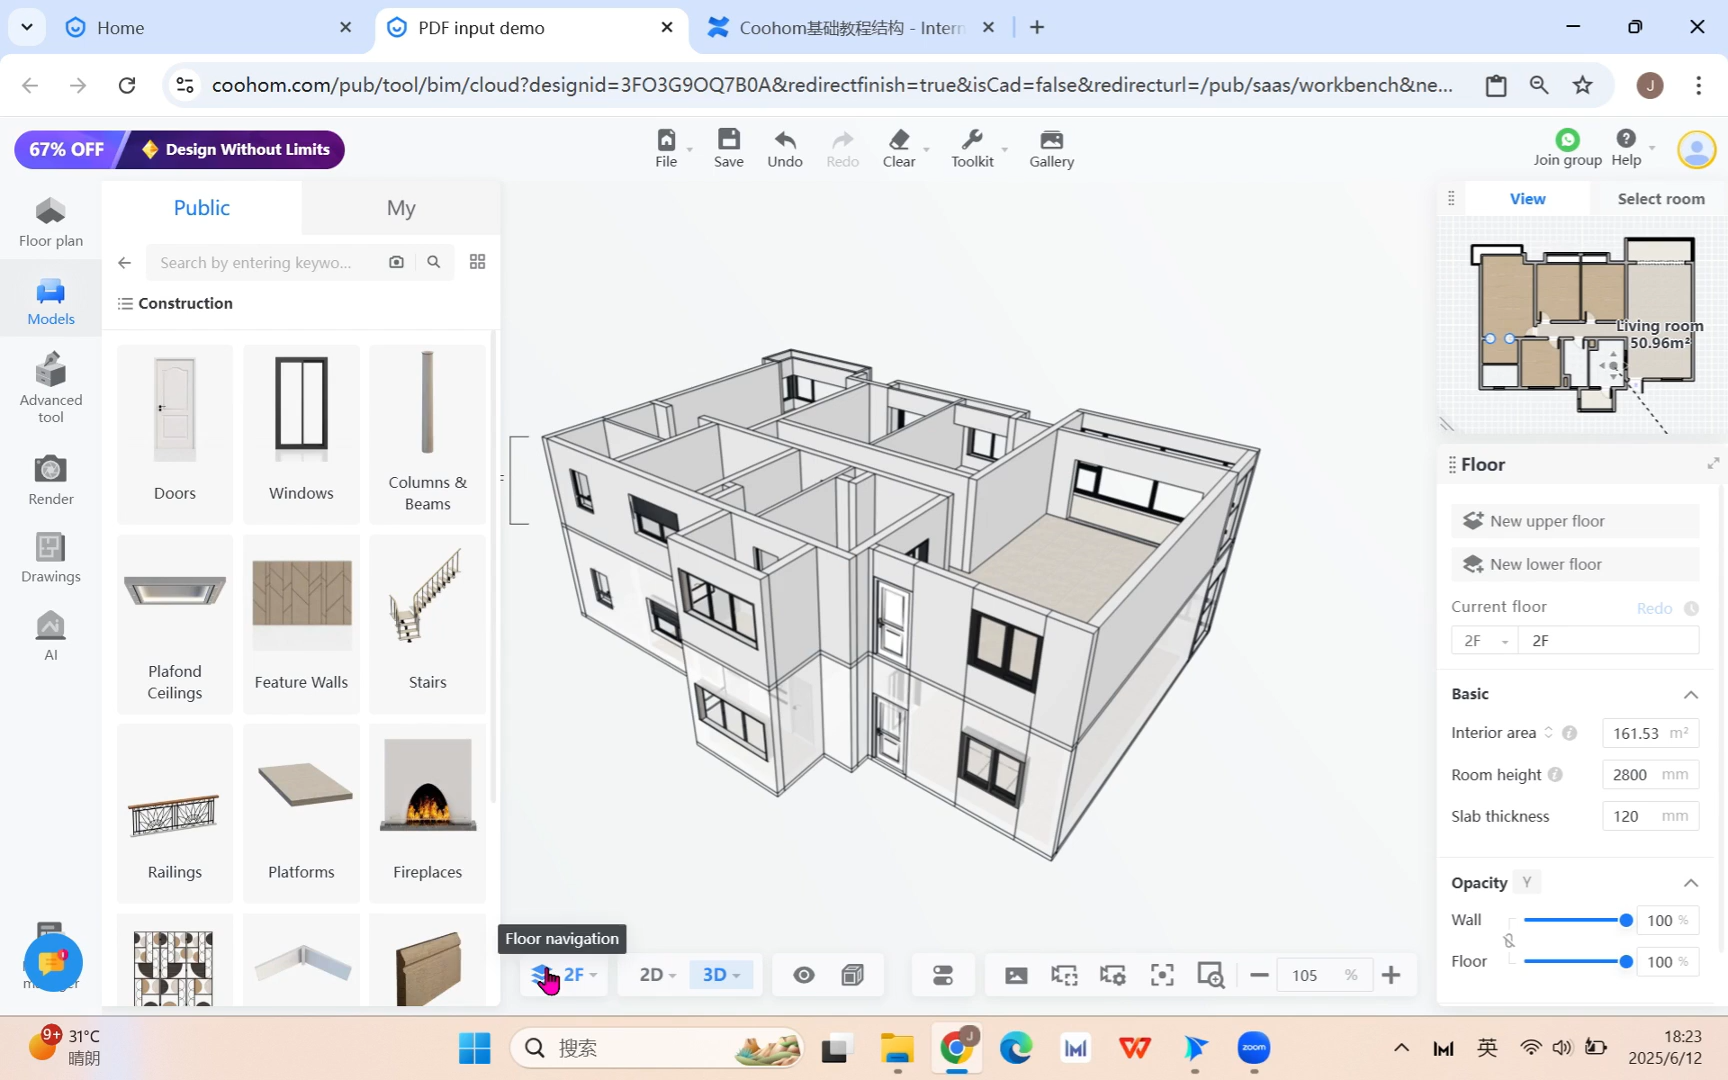 Home
PDF input demo
Coohom基础教程结构 - Intern
coohom.com/pub/tool/bim/cloud?designid=3FO3G9OQ7B0A&redirectfinish=true&isCad=false&redirecturl=/pub/saas/workbench&ne...
J
67% OFF
Design Without Limits
File
Save
Undo
Redo
Clear
Toolkit
Gallery
Join group
Help
Floor plan
Models
Advanced
tool
Render
Drawings
AI
Public
My
Search by entering keywo...
Construction
Doors
Windows
Columns &
Beams
Plafond
Ceilings
Feature Walls
Stairs
Railings
Platforms
Fireplaces
Floor navigation
2F
2D
3D
105 %
View
Select room
Living room
50.96m²
Floor
New upper floor
New lower floor
Current floor
Redo
2F
2F
Basic
Interior area
161.53 m²
Room height
2800 mm
Slab thickness
120 mm
Opacity
Y
Wall
100 %
Floor
100 %
9+
31°C
晴朗
搜索
J
zoom
英
18:23
2025/6/12